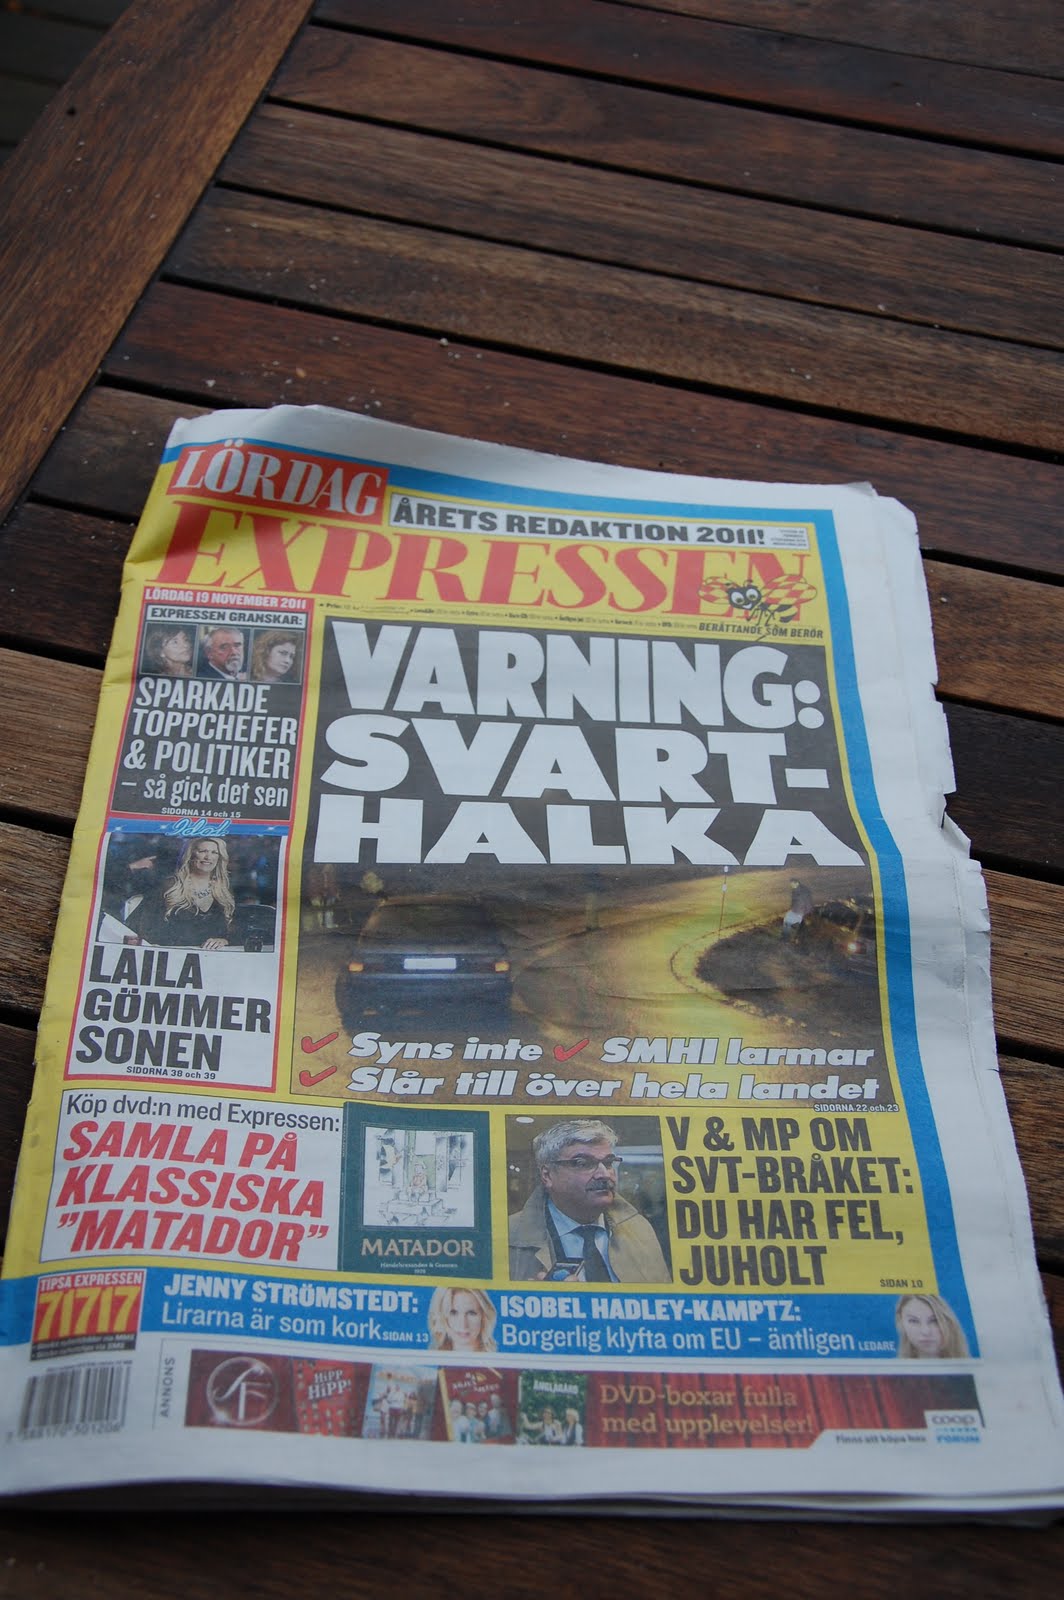 LÖRDAG
ÅRETS REDAKTION 2011!
EXPRESSEN
LÖRDAG 19 NOVEMBER 2011
BERÄTTANDE SOM BERÖR
EXPRESSEN GRANSKAR:
SPARKADE
TOPPCHEFER
& POLITIKER
– så gick det sen
SIDORNA 14 och 15
Idol
LAILA
GÖMMER
SONEN
SIDORNA 38 och 39
VARNING:
SVART-
HALKA
Syns inte
SMHI larmar
Slår till över hela landet
SIDORNA 22 och 23
Köp dvd:n med Expressen:
SAMLA PÅ
KLASSISKA
”MATADOR”
MATADOR
V & MP OM
SVT-BRÅKET:
DU HAR FEL,
JUHOLT
SIDAN 10
TIPSA EXPRESSEN
71717
JENNY STRÖMSTEDT:
Lirarna är som kork SIDAN 13
ISOBEL HADLEY-KAMPTZ:
Borgerlig klyfta om EU – äntligen LEDARE
ANNONS
SF
HIPP
HIPP!
ÄNGLAGÅRD
DVD-boxar fulla
med upplevelser!
Finns att köpa hos
coop
FORUM